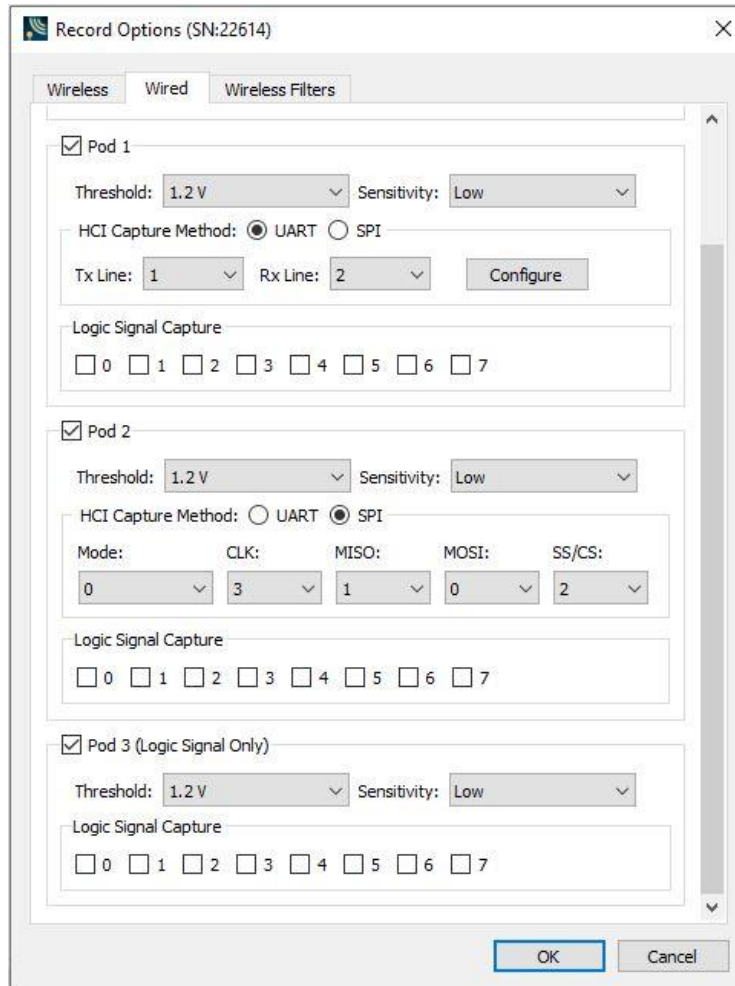 Record Options (SN:22614)
Wireless Wired Wireless Filters
Pod 1
Threshold: 1.2 V Sensitivity: Low
HCI Capture Method: UART SPI
Tx Line: 1 Rx Line: 2 Configure
Logic Signal Capture
0 1 2 3 4 5 6 7
Pod 2
Threshold: 1.2 V Sensitivity: Low
HCI Capture Method: UART SPI
Mode: CLK: MISO: MOSI: SS/CS:
0 3 1 0 2
Logic Signal Capture
0 1 2 3 4 5 6 7
Pod 3 (Logic Signal Only)
Threshold: 1.2 V Sensitivity: Low
Logic Signal Capture
0 1 2 3 4 5 6 7
OK Cancel